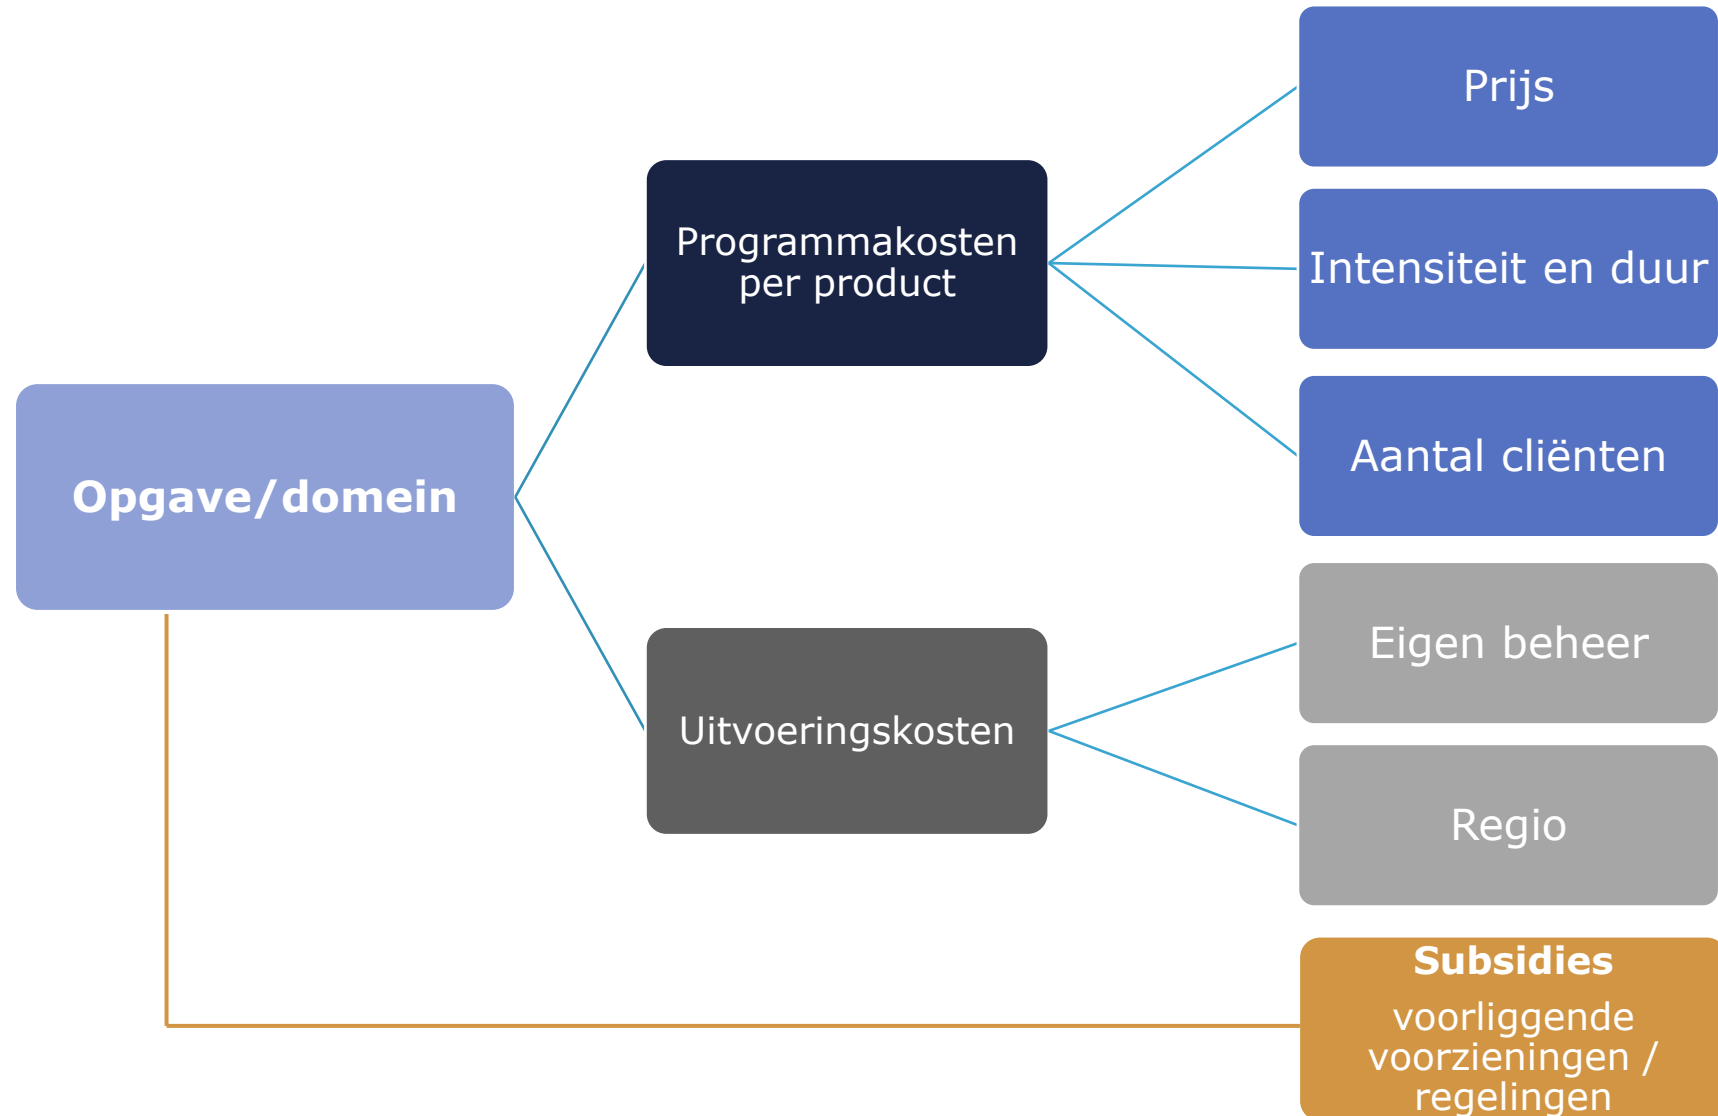 Prijs
Programmakosten
per product
Intensiteit en duur
Aantal cliënten
Opgave/domein
Eigen beheer
Uitvoeringskosten
Regio
Subsidies
voorliggende
voorzieningen /
regelingen